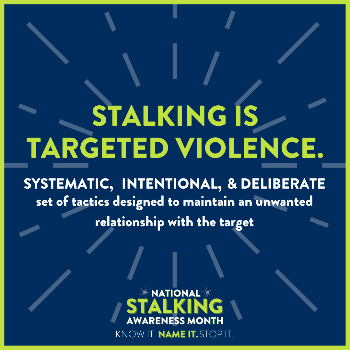 STALKING IS
TARGETED VIOLENCE.
SYSTEMATIC, INTENTIONAL, & DELIBERATE
set of tactics designed to maintain an unwanted
relationship with the target
NATIONAL
STALKING
AWARENESS MONTH
KNOW IT. NAME IT. STOP IT.